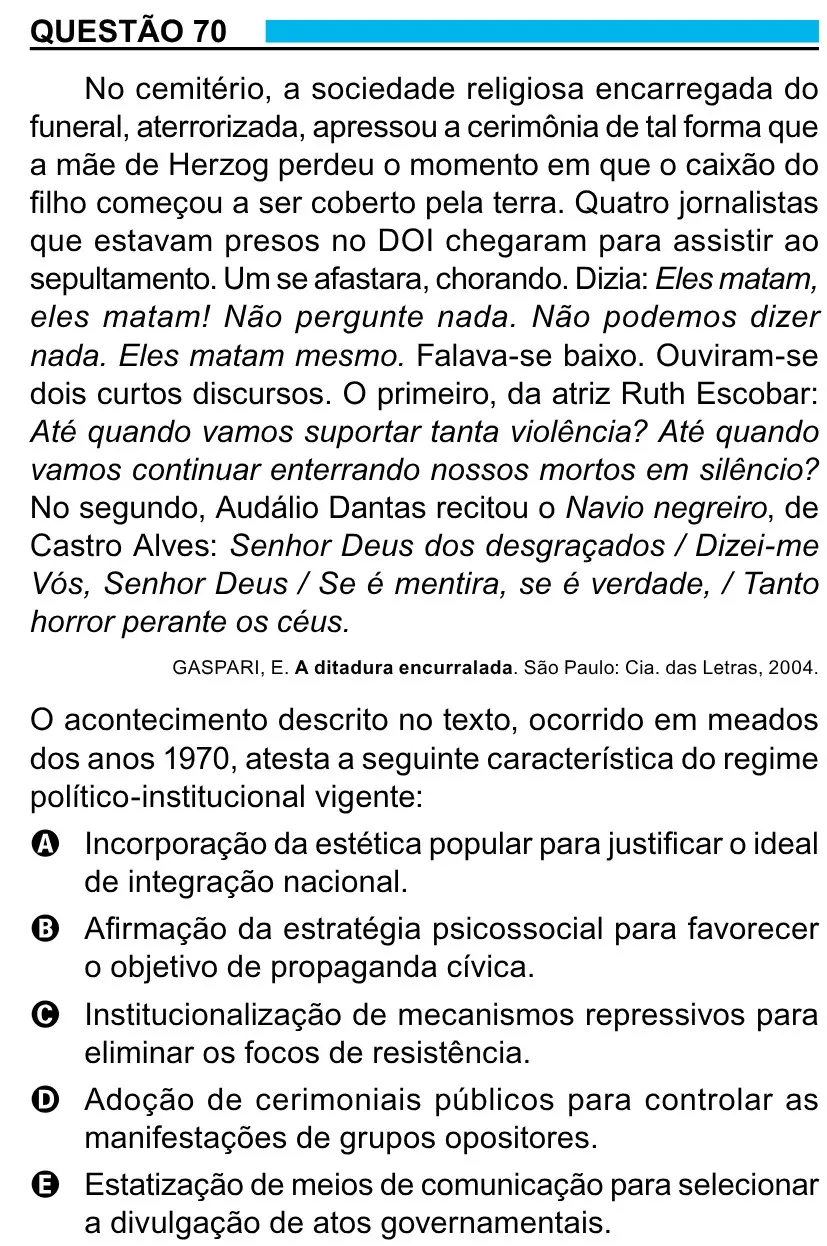 QUESTÃO 70
No cemitério, a sociedade religiosa encarregada do
funeral, aterrorizada, apressou a cerimônia de tal forma que
a mãe de Herzog perdeu o momento em que o caixão do
filho começou a ser coberto pela terra. Quatro jornalistas
que estavam presos no DOI chegaram para assistir ao
sepultamento. Um se afastara, chorando. Dizia: Eles matam,
eles matam! Não pergunte nada. Não podemos dizer
nada. Eles matam mesmo. Falava-se baixo. Ouviram-se
dois curtos discursos. O primeiro, da atriz Ruth Escobar:
Até quando vamos suportar tanta violência? Até quando
vamos continuar enterrando nossos mortos em silêncio?
No segundo, Audálio Dantas recitou o Navio negreiro, de
Castro Alves: Senhor Deus dos desgraçados / Dizei-me
Vós, Senhor Deus / Se é mentira, se é verdade, / Tanto
horror perante os céus.
GASPARI, E. A ditadura encurralada. São Paulo: Cia. das Letras, 2004.
O acontecimento descrito no texto, ocorrido em meados
dos anos 1970, atesta a seguinte característica do regime
político-institucional vigente:
A Incorporação da estética popular para justificar o ideal
de integração nacional.
B Afirmação da estratégia psicossocial para favorecer
o objetivo de propaganda cívica.
C Institucionalização de mecanismos repressivos para
eliminar os focos de resistência.
D Adoção de cerimoniais públicos para controlar as
manifestações de grupos opositores.
E Estatização de meios de comunicação para selecionar
a divulgação de atos governamentais.